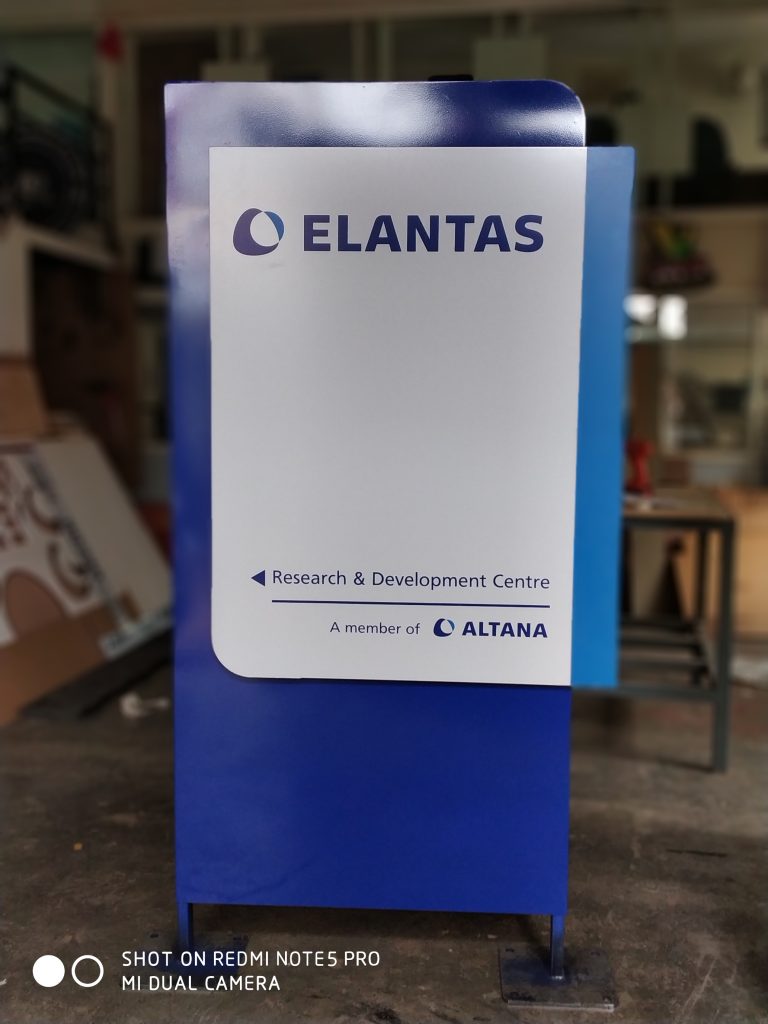 ELANTAS
Research & Development Centre
A member of ALTANA
SHOT ON REDMI NOTE5 PRO
MI DUAL CAMERA